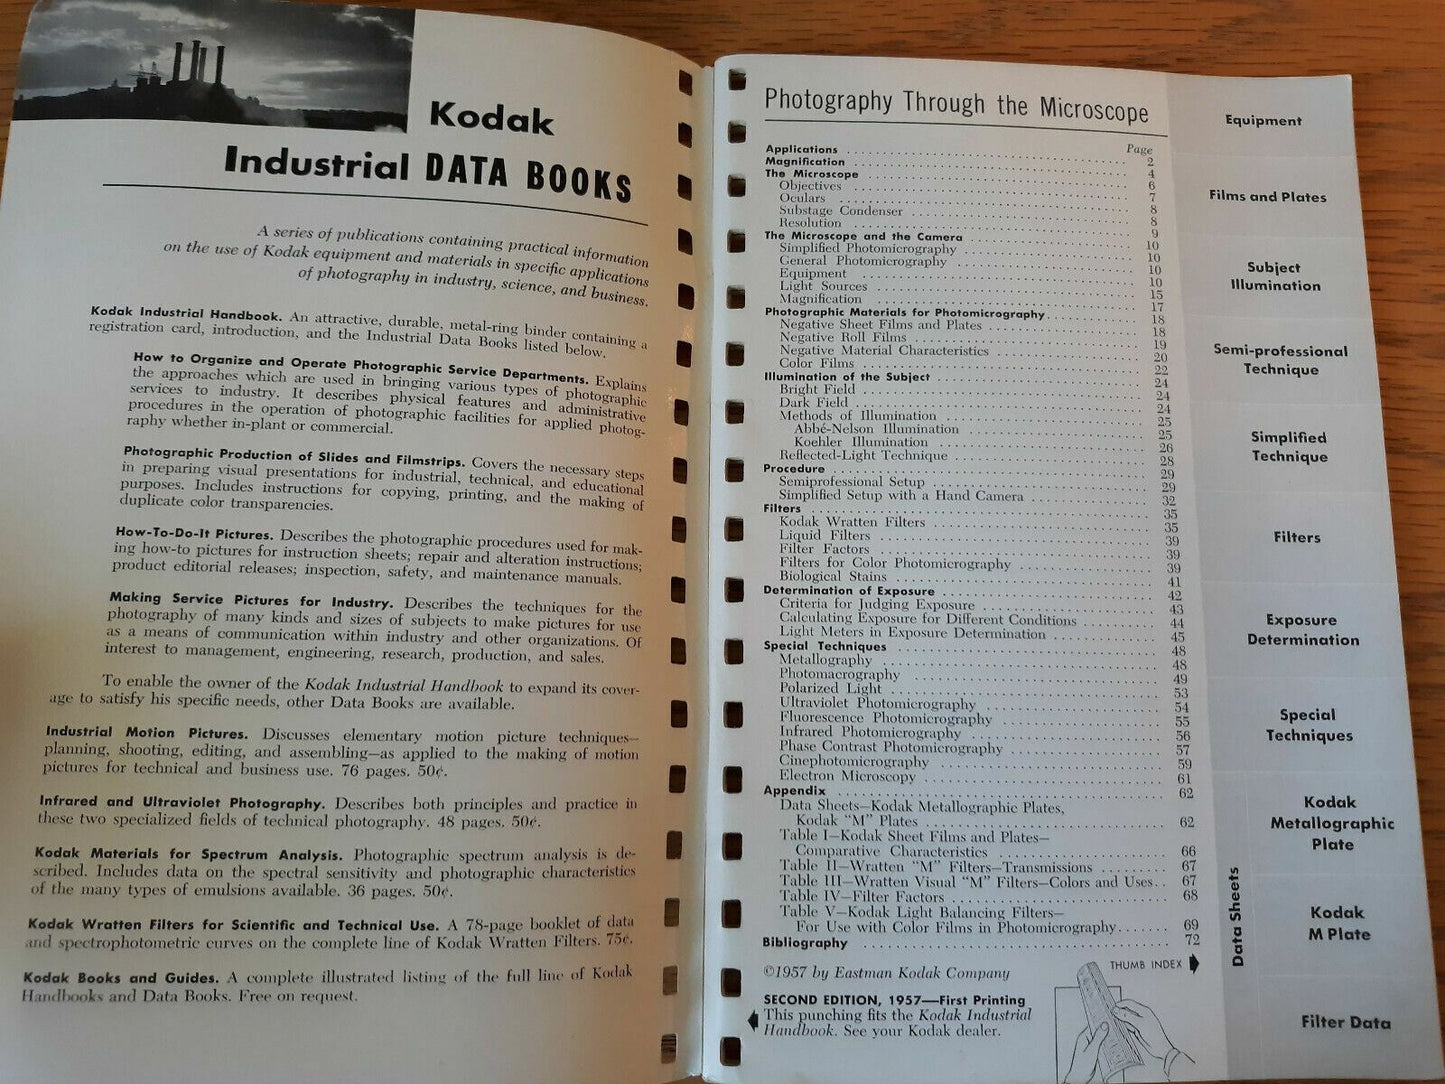 Kodak
Industrial DATA BOOKS
A series of publications containing practical information
on the use of Kodak equipment and materials in specific applications
of photography in industry, science, and business.
Kodak Industrial Handbook. An attractive, durable, metal-ring binder containing a
registration card, introduction, and the Industrial Data Books listed below.
How to Organize and Operate Photographic Service Departments. Explains
the approaches which are used in bringing various types of photographic
services to industry. It describes physical features and administrative
procedures in the operation of photographic facilities for applied photog-
raphy whether in-plant or commercial.
Photographic Production of Slides and Filmstrips. Covers the necessary steps
in preparing visual presentations for industrial, technical, and educational
purposes. Includes instructions for copying, printing, and the making of
duplicate color transparencies.
How-To-Do-It Pictures. Describes the photographic procedures used for mak-
ing how-to pictures for instruction sheets; repair and alteration instructions;
product editorial releases; inspection, safety, and maintenance manuals.
Making Service Pictures for Industry. Describes the techniques for the
photography of many kinds and sizes of subjects to make pictures for use
as a means of communication within industry and other organizations. Of
interest to management, engineering, research, production, and sales.
To enable the owner of the Kodak Industrial Handbook to expand its cover-
age to satisfy his specific needs, other Data Books are available.
Industrial Motion Pictures. Discusses elementary motion picture techniques—
planning, shooting, editing, and assembling—as applied to the making of motion
pictures for technical and business use. 76 pages. 50¢.
Infrared and Ultraviolet Photography. Describes both principles and practice in
these two specialized fields of technical photography. 48 pages. 50¢.
Kodak Materials for Spectrum Analysis. Photographic spectrum analysis is de-
scribed. Includes data on the spectral sensitivity and photographic characteristics
of the many types of emulsions available. 36 pages. 50¢.
Kodak Wratten Filters for Scientific and Technical Use. A 78-page booklet of data
and spectrophotometric curves on the complete line of Kodak Wratten Filters. 75¢.
Kodak Books and Guides. A complete illustrated listing of the full line of Kodak
Handbooks and Data Books. Free on request.
Photography Through the Microscope
Page
Applications 2
Magnification 4
The Microscope 6
Objectives 7
Oculars 8
Substage Condenser 8
Resolution 9
The Microscope and the Camera 10
Simplified Photomicrography 10
General Photomicrography 10
Equipment 10
Light Sources 15
Magnification 17
Photographic Materials for Photomicrography 18
Negative Sheet Films and Plates 18
Negative Roll Films 19
Negative Material Characteristics 20
Color Films 22
Illumination of the Subject 24
Bright Field 24
Dark Field 24
Methods of Illumination 25
Abbé-Nelson Illumination 25
Koehler Illumination 26
Reflected-Light Technique 28
Procedure 29
Semiprofessional Setup 29
Simplified Setup with a Hand Camera 32
Filters 35
Kodak Wratten Filters 35
Liquid Filters 39
Filter Factors 39
Filters for Color Photomicrography 39
Biological Stains 41
Determination of Exposure 42
Criteria for Judging Exposure 43
Calculating Exposure for Different Conditions 44
Light Meters in Exposure Determination 45
Special Techniques 48
Metallography 48
Photomacrography 49
Polarized Light 53
Ultraviolet Photomicrography 54
Fluorescence Photomicrography 55
Infrared Photomicrography 56
Phase Contrast Photomicrography 57
Cinephotomicrography 59
Electron Microscopy 61
Appendix 62
Data Sheets—Kodak Metallographic Plates,
Kodak "M" Plates 62
Table I—Kodak Sheet Films and Plates—
Comparative Characteristics 66
Table II—Wratten "M" Filters—Transmissions 67
Table III—Wratten Visual "M" Filters—Colors and Uses 67
Table IV—Filter Factors 68
Table V—Kodak Light Balancing Filters—
For Use with Color Films in Photomicrography 69
Bibliography 72
©1957 by Eastman Kodak Company
THUMB INDEX
SECOND EDITION, 1957—First Printing
This punching fits the Kodak Industrial
Handbook. See your Kodak dealer.
Equipment
Films and Plates
Subject
Illumination
Semi-professional
Technique
Simplified
Technique
Filters
Exposure
Determination
Special
Techniques
Data Sheets
Kodak
Metallographic
Plate
Kodak
M Plate
Filter Data